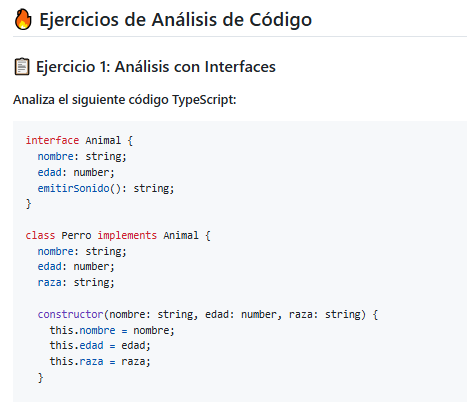 🔥 Ejercicios de Análisis de Código
📋 Ejercicio 1: Análisis con Interfaces
Analiza el siguiente código TypeScript:
interface Animal {
  nombre: string;
  edad: number;
  emitirSonido(): string;
}

class Perro implements Animal {
  nombre: string;
  edad: number;
  raza: string;

  constructor(nombre: string, edad: number, raza: string) {
    this.nombre = nombre;
    this.edad = edad;
    this.raza = raza;
  }